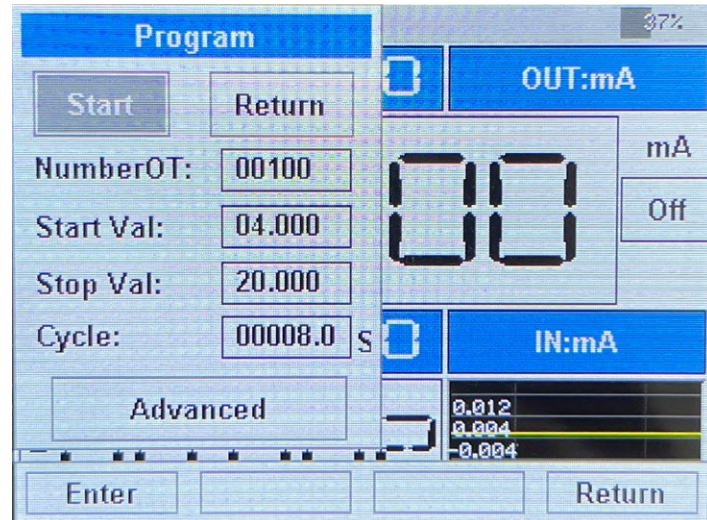 37%
Program
OUT:mA
Start
Return
mA
NumberOT:
00100
00
Off
Start Val:
04.000
Stop Val:
20.000
Cycle:
00008.0 S
IN:mA
Advanced
0.012
0.004
-0.004
Enter
Return